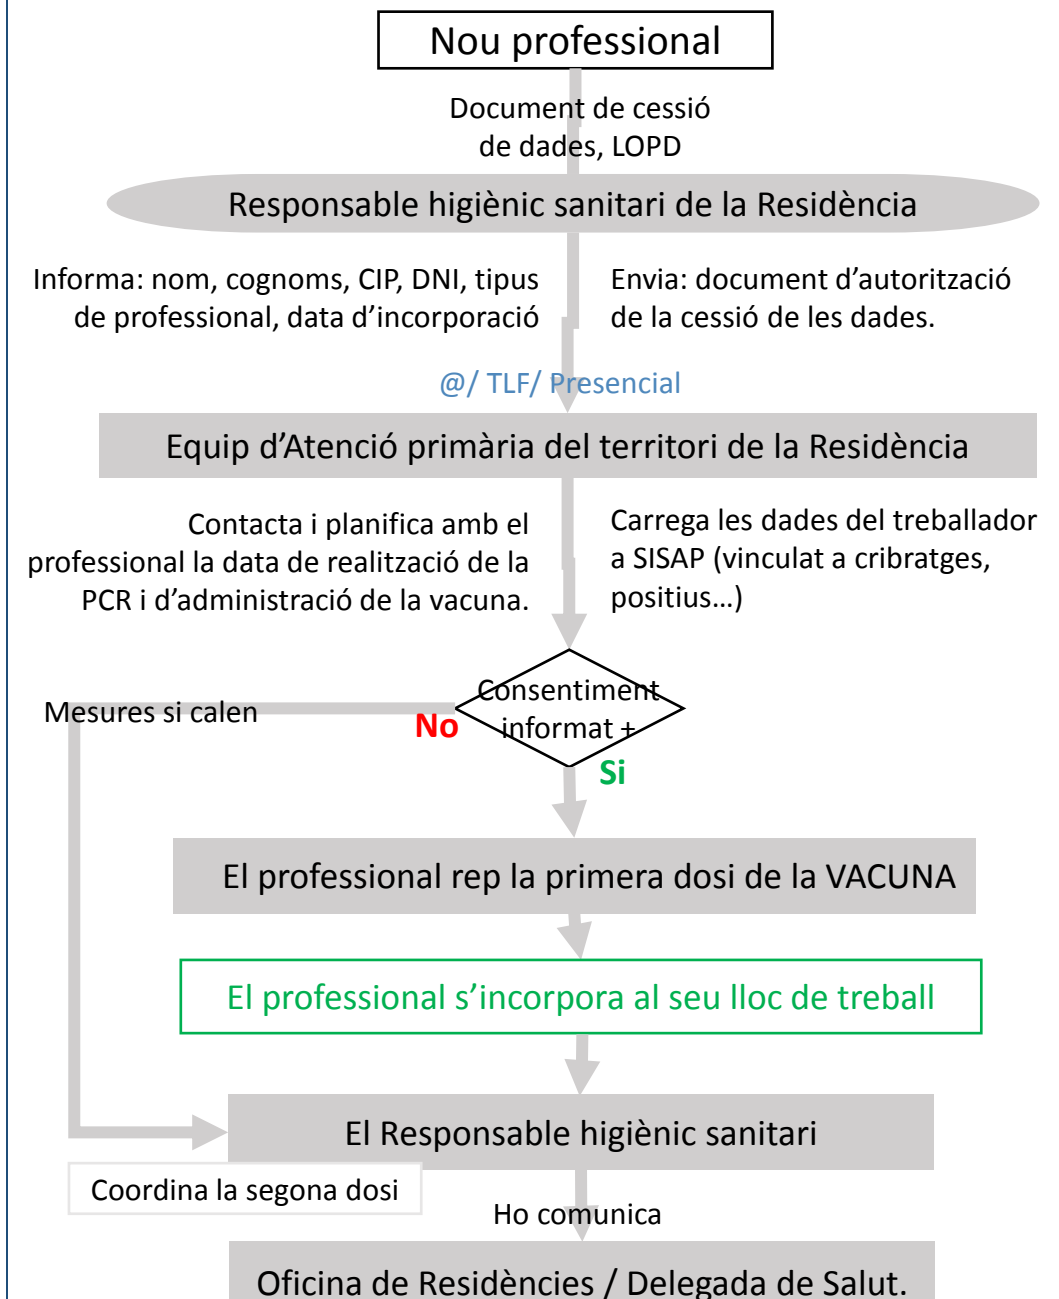 Nou professional
Document de cessió
de dades, LOPD
Responsable higiènic sanitari de la Residència
Informa: nom, cognoms, CIP, DNI, tipus
de professional, data d’incorporació
Envia: document d’autorització
de la cessió de les dades.
@/ TLF/ Presencial
Equip d’Atenció primària del territori de la Residència
Contacta i planifica amb el
professional la data de realització de la
PCR i d’administració de la vacuna.
Carrega les dades del treballador
a SISAP (vinculat a cribratges,
positius…)
Consentiment
informat +
Mesures si calen
No
Si
El professional rep la primera dosi de la VACUNA
El professional s’incorpora al seu lloc de treball
El Responsable higiènic sanitari
Coordina la segona dosi
Ho comunica
Oficina de Residències / Delegada de Salut.